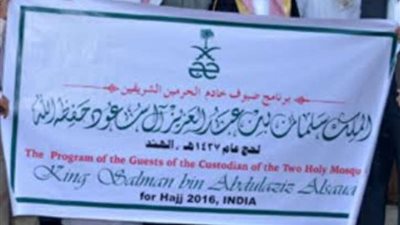 برنامج ضيوف خادم الحرمين الشريفين
الملك سلمان بن عبدالعزيز آل سعود حفظه الله
لحج عام ١٤٣٧هـ ، الهند
The Program of the Guests of the Custodian of the Two Holy Mosqu
King Salman bin Abdulaziz Alsaud
for Hajj 2016, INDIA